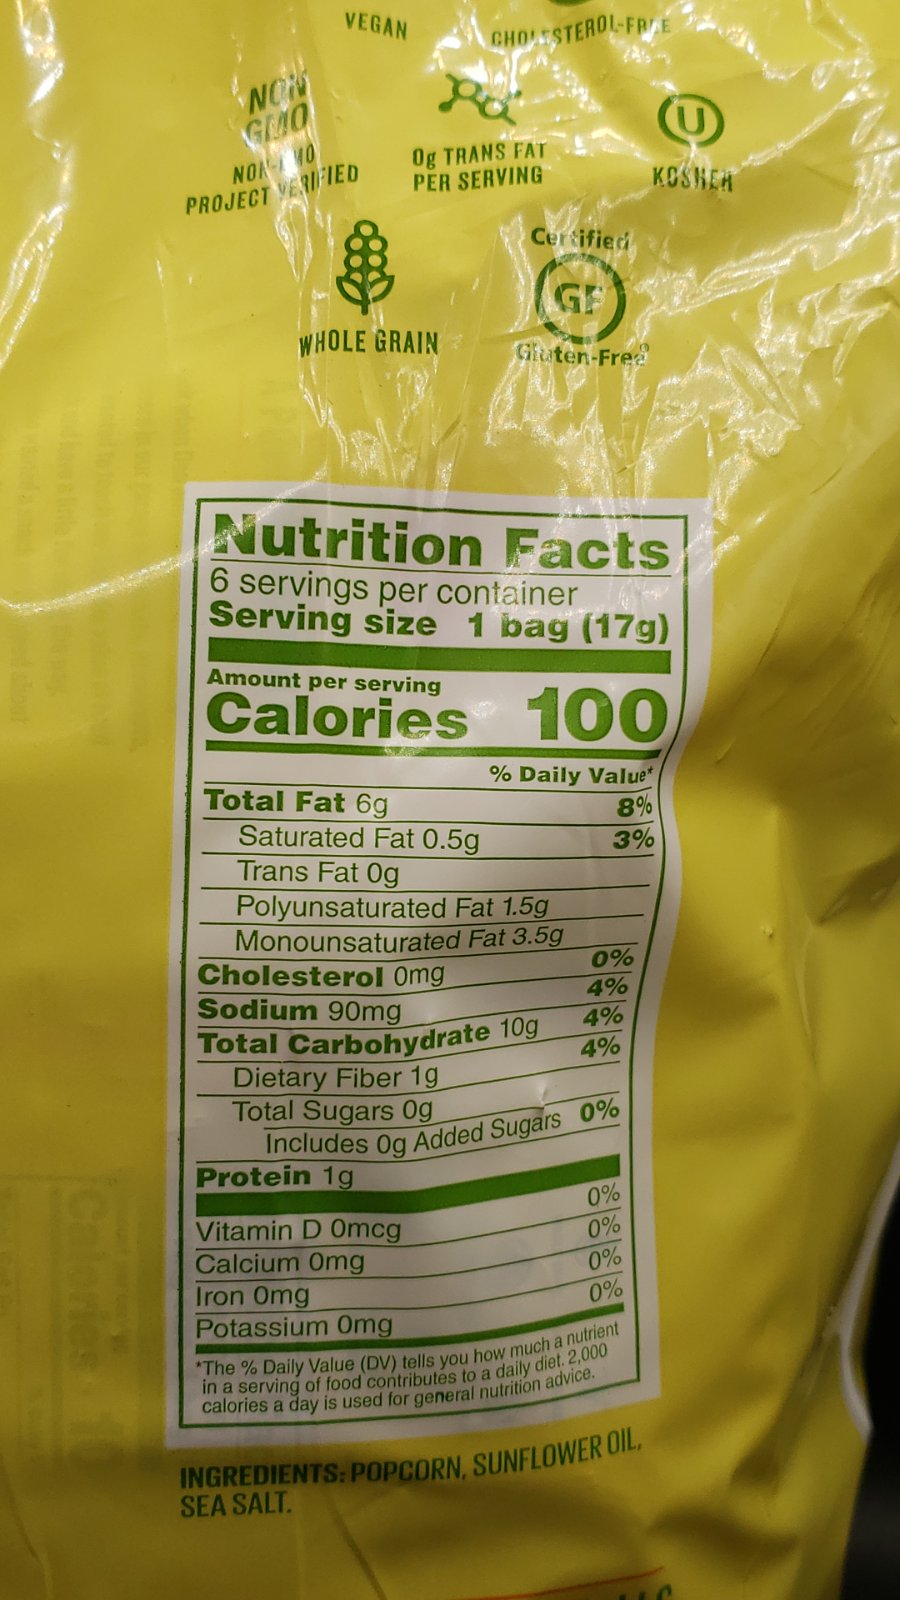 VEGAN
CHOLESTEROL-FREE
NON
GMO
NON-GMO
PROJECT VERIFIED
0g TRANS FAT
PER SERVING
U
KOSHER
WHOLE GRAIN
Certified
GF
Gluten-Free®
Nutrition Facts
6 servings per container
Serving size 1 bag (17g)
Amount per serving
Calories 100
% Daily Value*
Total Fat 6g 8%
Saturated Fat 0.5g 3%
Trans Fat 0g
Polyunsaturated Fat 1.5g
Monounsaturated Fat 3.5g
Cholesterol 0mg 0%
Sodium 90mg 4%
Total Carbohydrate 10g 4%
Dietary Fiber 1g 4%
Total Sugars 0g
Includes 0g Added Sugars 0%
Protein 1g
Vitamin D 0mcg 0%
Calcium 0mg 0%
Iron 0mg 0%
Potassium 0mg 0%
*The % Daily Value (DV) tells you how much a nutrient
in a serving of food contributes to a daily diet. 2,000
calories a day is used for general nutrition advice.
INGREDIENTS: POPCORN, SUNFLOWER OIL,
SEA SALT.